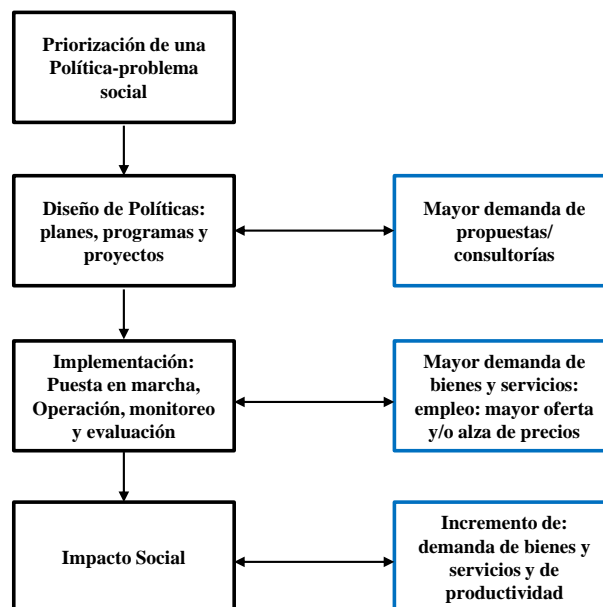 Priorización de una
Política-problema
social
Diseño de Políticas:
planes, programas y
proyectos
Mayor demanda de
propuestas/
consultorías
Implementación:
Puesta en marcha,
Operación, monitoreo
y evaluación
Mayor demanda de
bienes y servicios:
empleo: mayor oferta
y/o alza de precios
Impacto Social
Incremento de:
demanda de bienes y
servicios y de
productividad